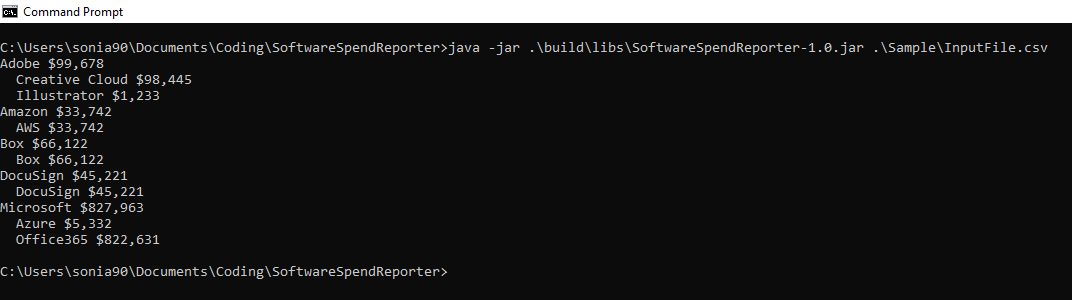 Command Prompt
C:\Users\sonia90\Documents\Coding\SoftwareSpendReporter>java -jar .\build\libs\SoftwareSpendReporter-1.0.jar .\Sample\InputFile.csv
Adobe $99,678
  Creative Cloud $98,445
  Illustrator $1,233
Amazon $33,742
  AWS $33,742
Box $66,122
  Box $66,122
DocuSign $45,221
  DocuSign $45,221
Microsoft $827,963
  Azure $5,332
  Office365 $822,631
C:\Users\sonia90\Documents\Coding\SoftwareSpendReporter>